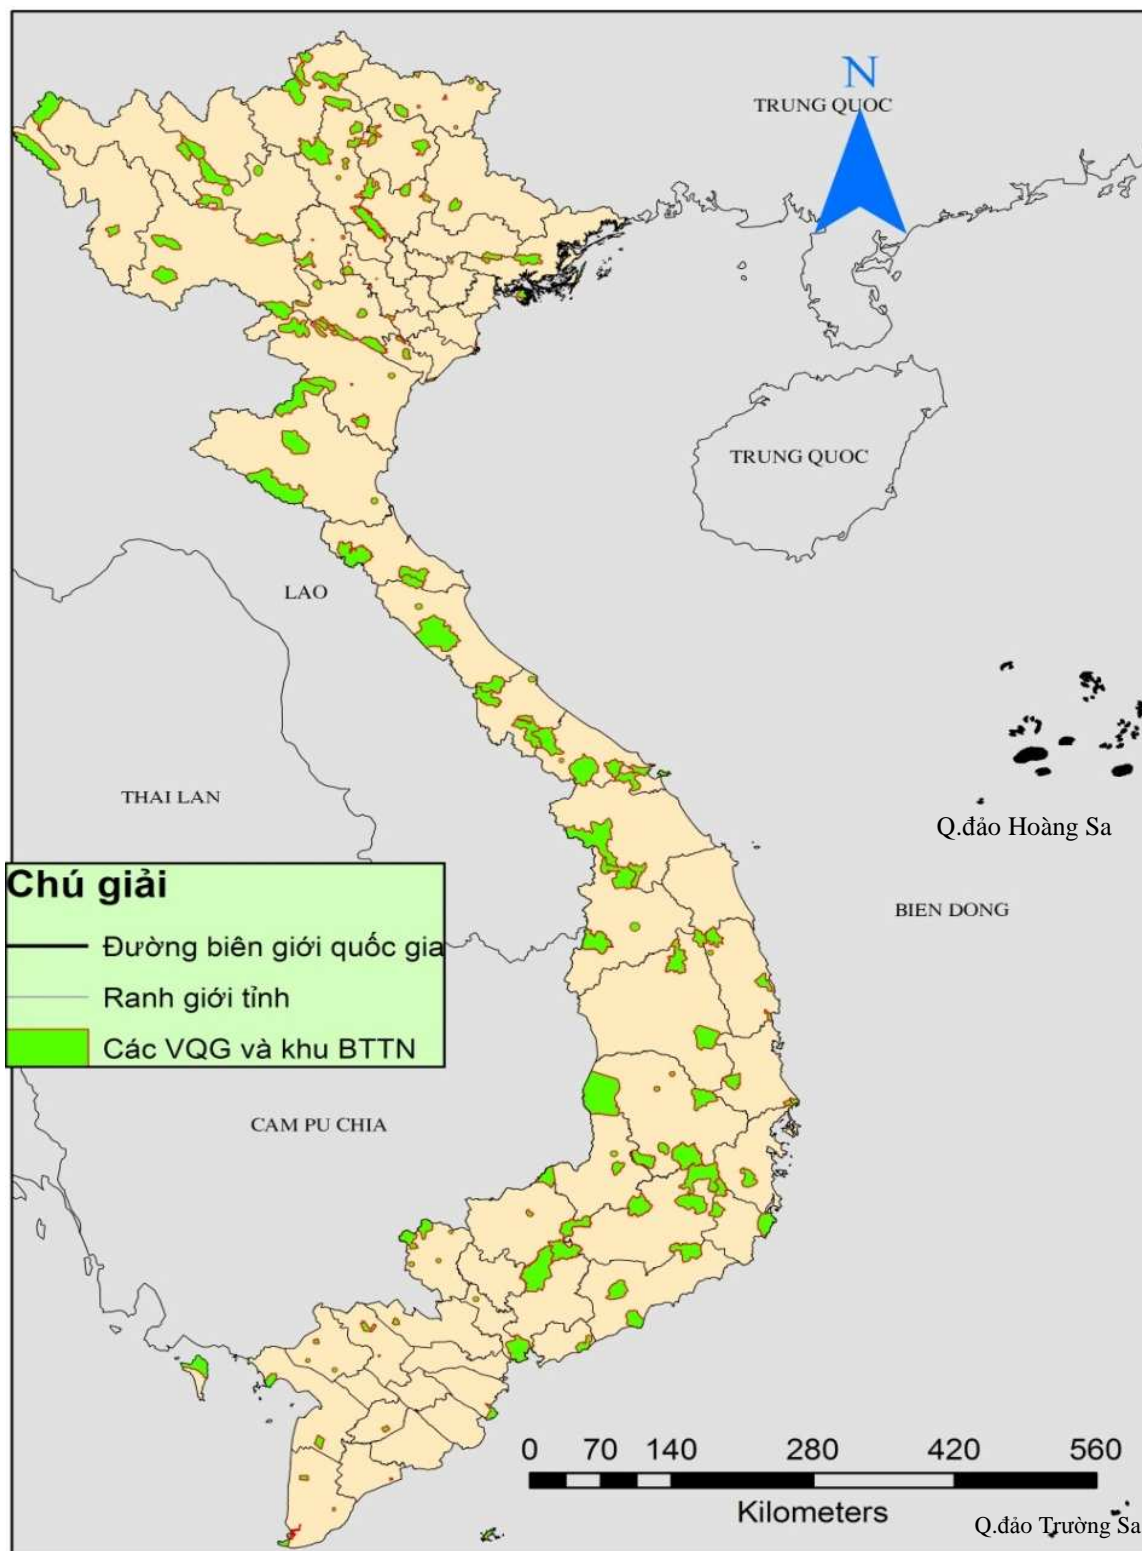 N
TRUNG QUOC
TRUNG QUOC
LAO
THAI LAN
Q.đảo Hoàng Sa
Chú giải
BIEN DONG
Đường biên giới quốc gia
Ranh giới tỉnh
Các VQG và khu BTTN
CAM PU CHIA
0 70 140 280 420 560
Kilometers
Q.đảo Trường Sa